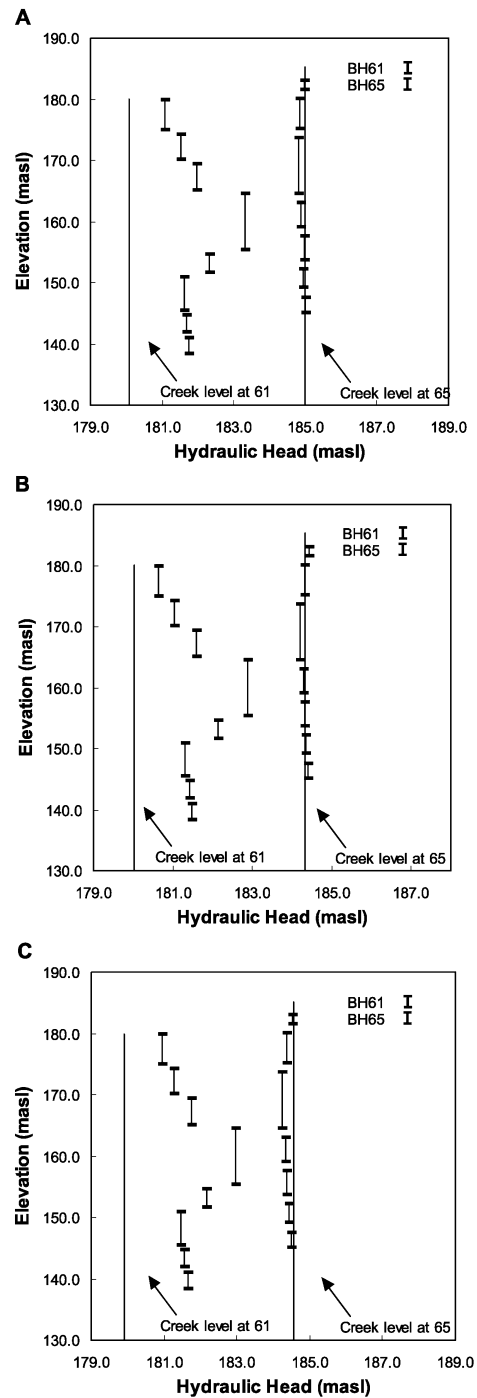 A
190.0
BH61
BH65
180.0
170.0
160.0
150.0
140.0
130.0
Elevation (masl)
Creek level at 61
Creek level at 65
179.0 181.0 183.0 185.0 187.0 189.0
Hydraulic Head (masl)
B
190.0
BH61
BH65
180.0
170.0
160.0
150.0
140.0
130.0
Elevation (masl)
Creek level at 61
Creek level at 65
179.0 181.0 183.0 185.0 187.0
Hydraulic Head (masl)
C
190.0
BH61
BH65
180.0
170.0
160.0
150.0
140.0
130.0
Elevation (masl)
Creek level at 61
Creek level at 65
179.0 181.0 183.0 185.0 187.0 189.0
Hydraulic Head (masl)